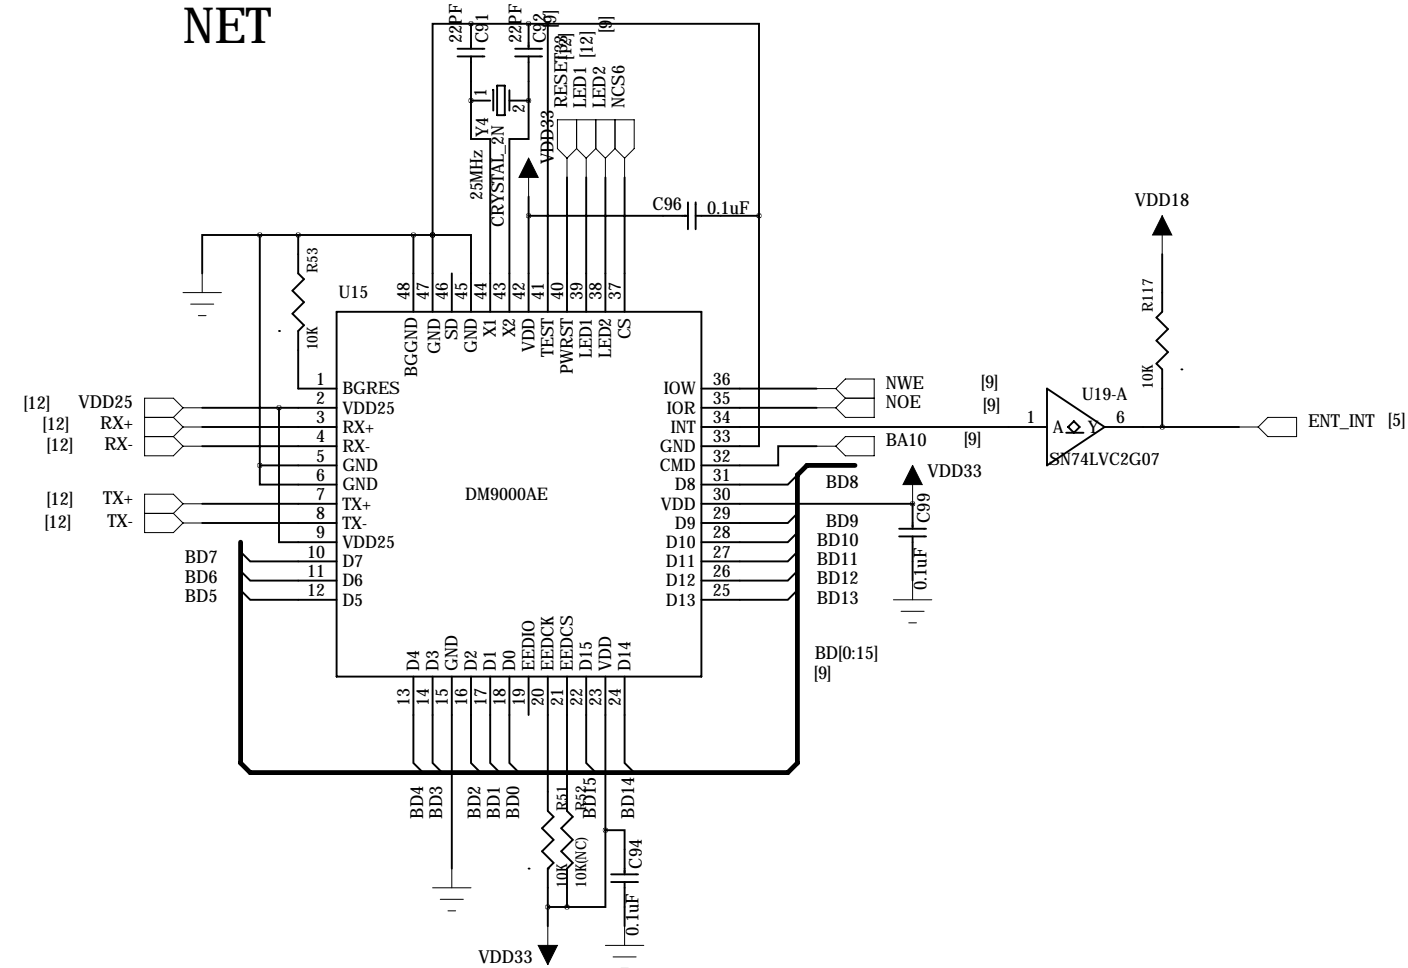 NET
22PF
C91
22PF
C92
[9]
[12]
[12]
[9]
RESET33
LED1
LED2
NCS6
1
2
Y4
25MHz
CRYSTAL_2N
VDD33
C96
0.1uF
VDD18
R53
10K
U15
48
47
46
45
44
43
42
41
40
39
38
37
BGGND
GND
SD
GND
X1
X2
VDD
TEST
PWRST
LED1
LED2
CS
R117
10K
1 BGRES
[12] VDD25 2 VDD25
[12] RX+ 3 RX+
[12] RX- 4 RX-
5 GND
6 GND
[12] TX+ 7 TX+
[12] TX- 8 TX-
9 VDD25
BD7 10 D7
BD6 11 D6
BD5 12 D5
DM9000AE
IOW 36 NWE [9]
IOR 35 NOE [9]
INT 34
GND 33
CMD 32 BA10 [9]
D8 31 BD8
VDD 30 VDD33
D9 29 BD9
D10 28 BD10
D11 27 BD11
D12 26 BD12
D13 25 BD13
C99
0.1uF
U19-A
1 A Y 6
SN74LVC2G07
ENT_INT [5]
BD[0:15]
[9]
D4
D3
GND
D2
D1
D0
EEDIO
EEDCK
EEDCS
D15
VDD
D14
13
14
15
16
17
18
19
20
21
22
23
24
BD4
BD3
BD2
BD1
BD0
R51
R52
BD15
BD14
10K
10K(NC)
C94
0.1uF
VDD33